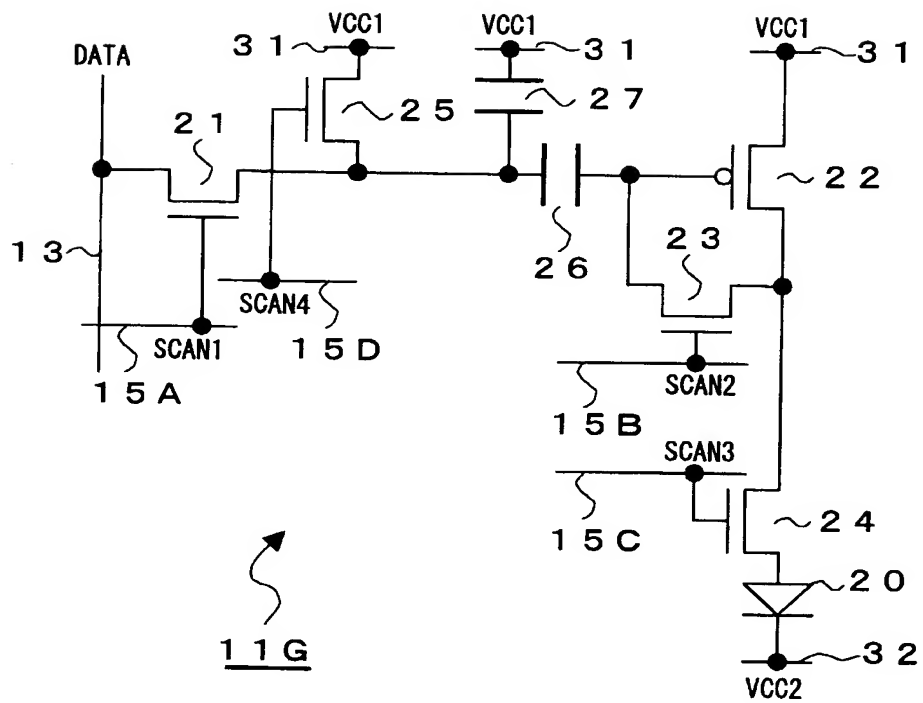 VCC1
VCC1
VCC1
31
31
31
DATA
25
27
21
22
23
13
26
SCAN4
SCAN1
15D
15A
SCAN2
15B
SCAN3
15C
24
20
11G
32
VCC2